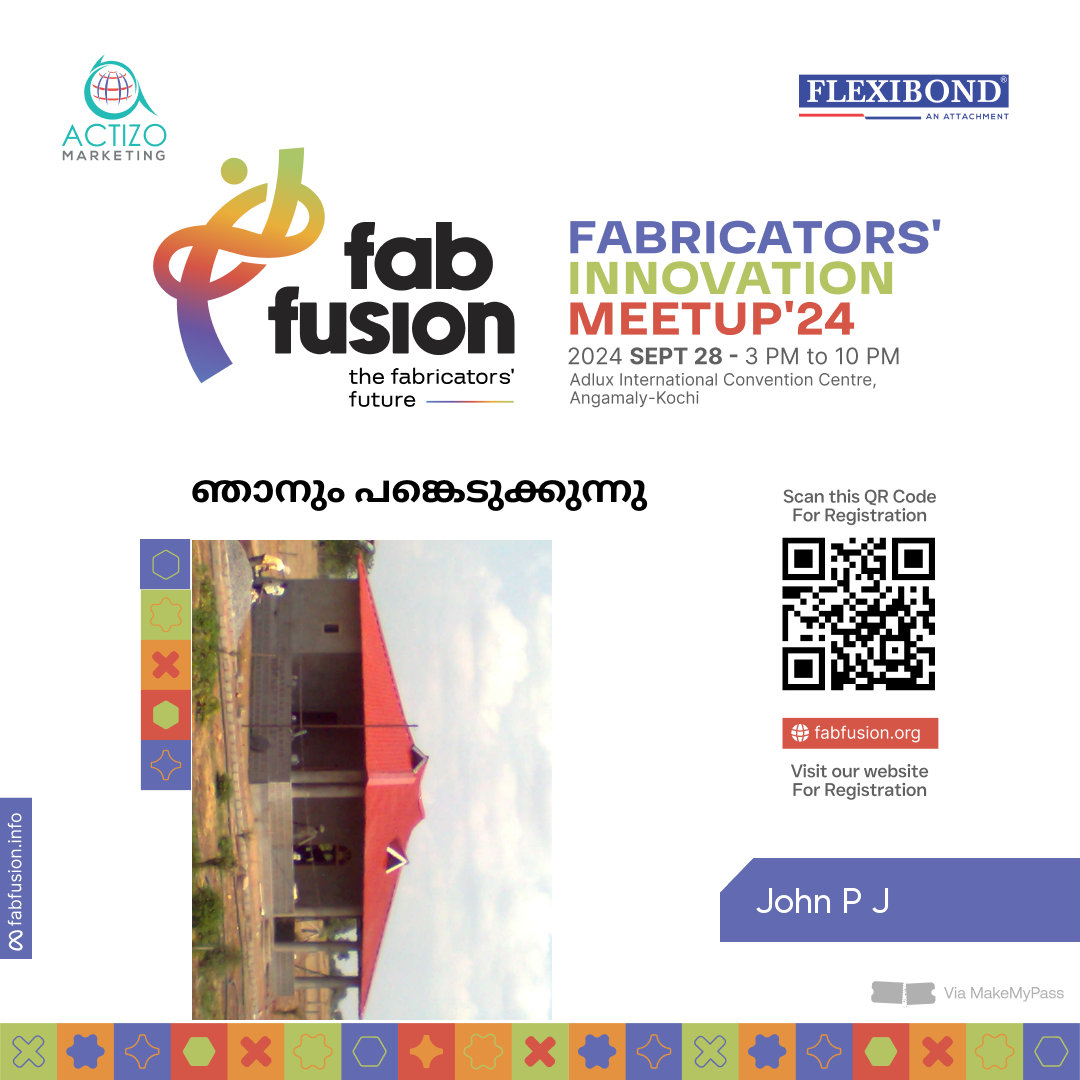 ACTIZO
MARKETING
FLEXIBOND®
AN ATTACHMENT
fab
fusion
the fabricators'
future
FABRICATORS'
INNOVATION
MEETUP'24
2024 SEPT 28 - 3 PM to 10 PM
Adlux International Convention Centre,
Angamaly-Kochi
ഞാനും പങ്കെടുക്കുന്നു
Scan this QR Code
For Registration
fabfusion.org
Visit our website
For Registration
fabfusion.info
John P J
Via MakeMyPass